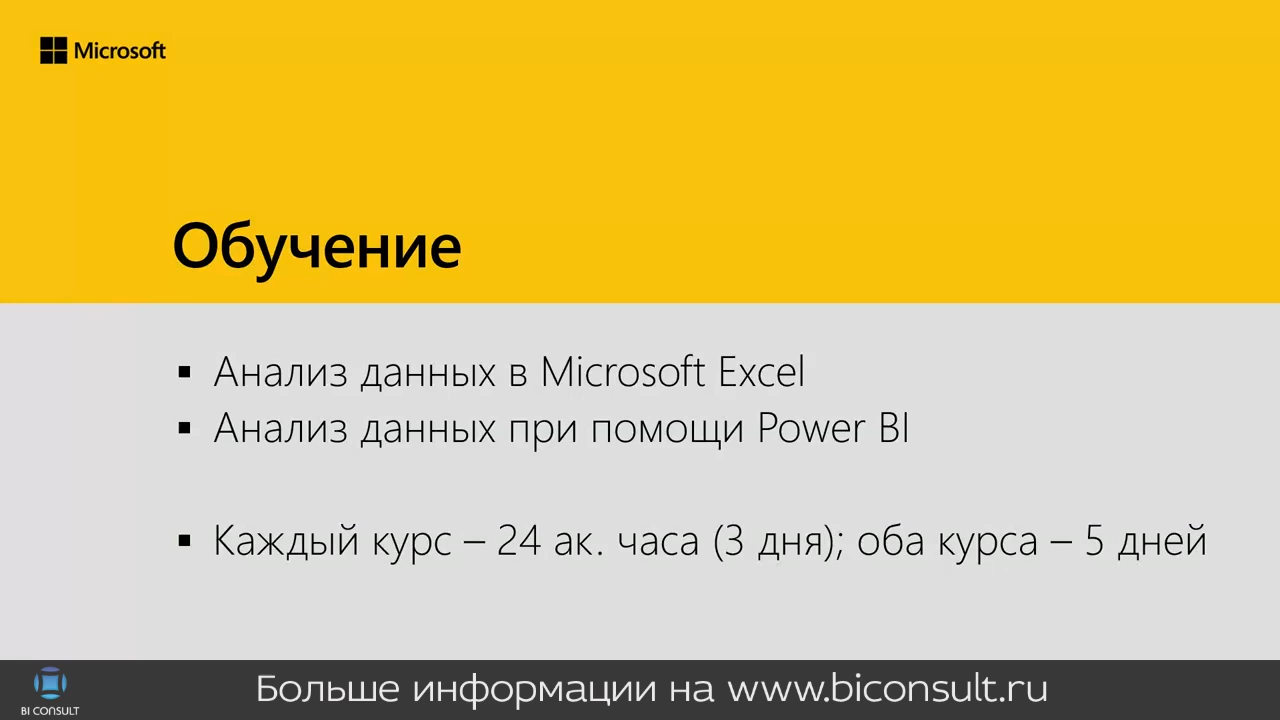 Microsoft
Обучение
▪ Анализ данных в Microsoft Excel
▪ Анализ данных при помощи Power BI
▪ Каждый курс – 24 ак. часа (3 дня); оба курса – 5 дней
Больше информации на www.biconsult.ru
BI CONSULT